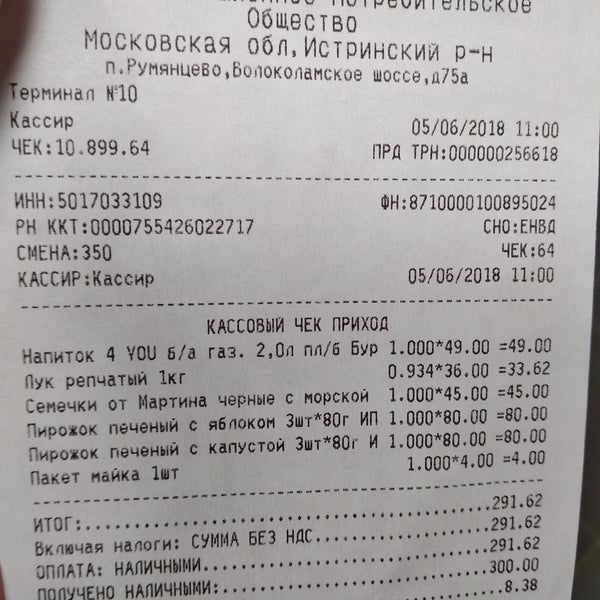 Потребительское
Общество
Московская обл,Истринский р-н
п.Румянцево,Волоколамское шоссе,д75а
Терминал №10
Кассир 05/06/2018 11:00
ЧЕК:10.899.64 ПРД ТРН:000000256618
ИНН:5017033109 ФН:8710000100895024
РН ККТ:0000755426022717 СНО:ЕНВД
СМЕНА:350 ЧЕК:64
КАССИР:Кассир 05/06/2018 11:00
КАССОВЫЙ ЧЕК ПРИХОД
Напиток 4 YOU б/а газ. 2,0л пл/б Бур 1.000*49.00 =49.00
Лук репчатый 1кг 0.934*36.00 =33.62
Семечки от Мартина черные с морской 1.000*45.00 =45.00
Пирожок печеный с яблоком 3шт*80г ИП 1.000*80.00 =80.00
Пирожок печеный с капустой 3шт*80г И 1.000*80.00 =80.00
Пакет майка 1шт 1.000*4.00 =4.00
ИТОГ:..................................291.62
Включая налоги: СУММА БЕЗ НДС..................291.62
ОПЛАТА: НАЛИЧНЫМИ..................291.62
ПОЛУЧЕНО НАЛИЧНЫМИ:..................300.00
8.38